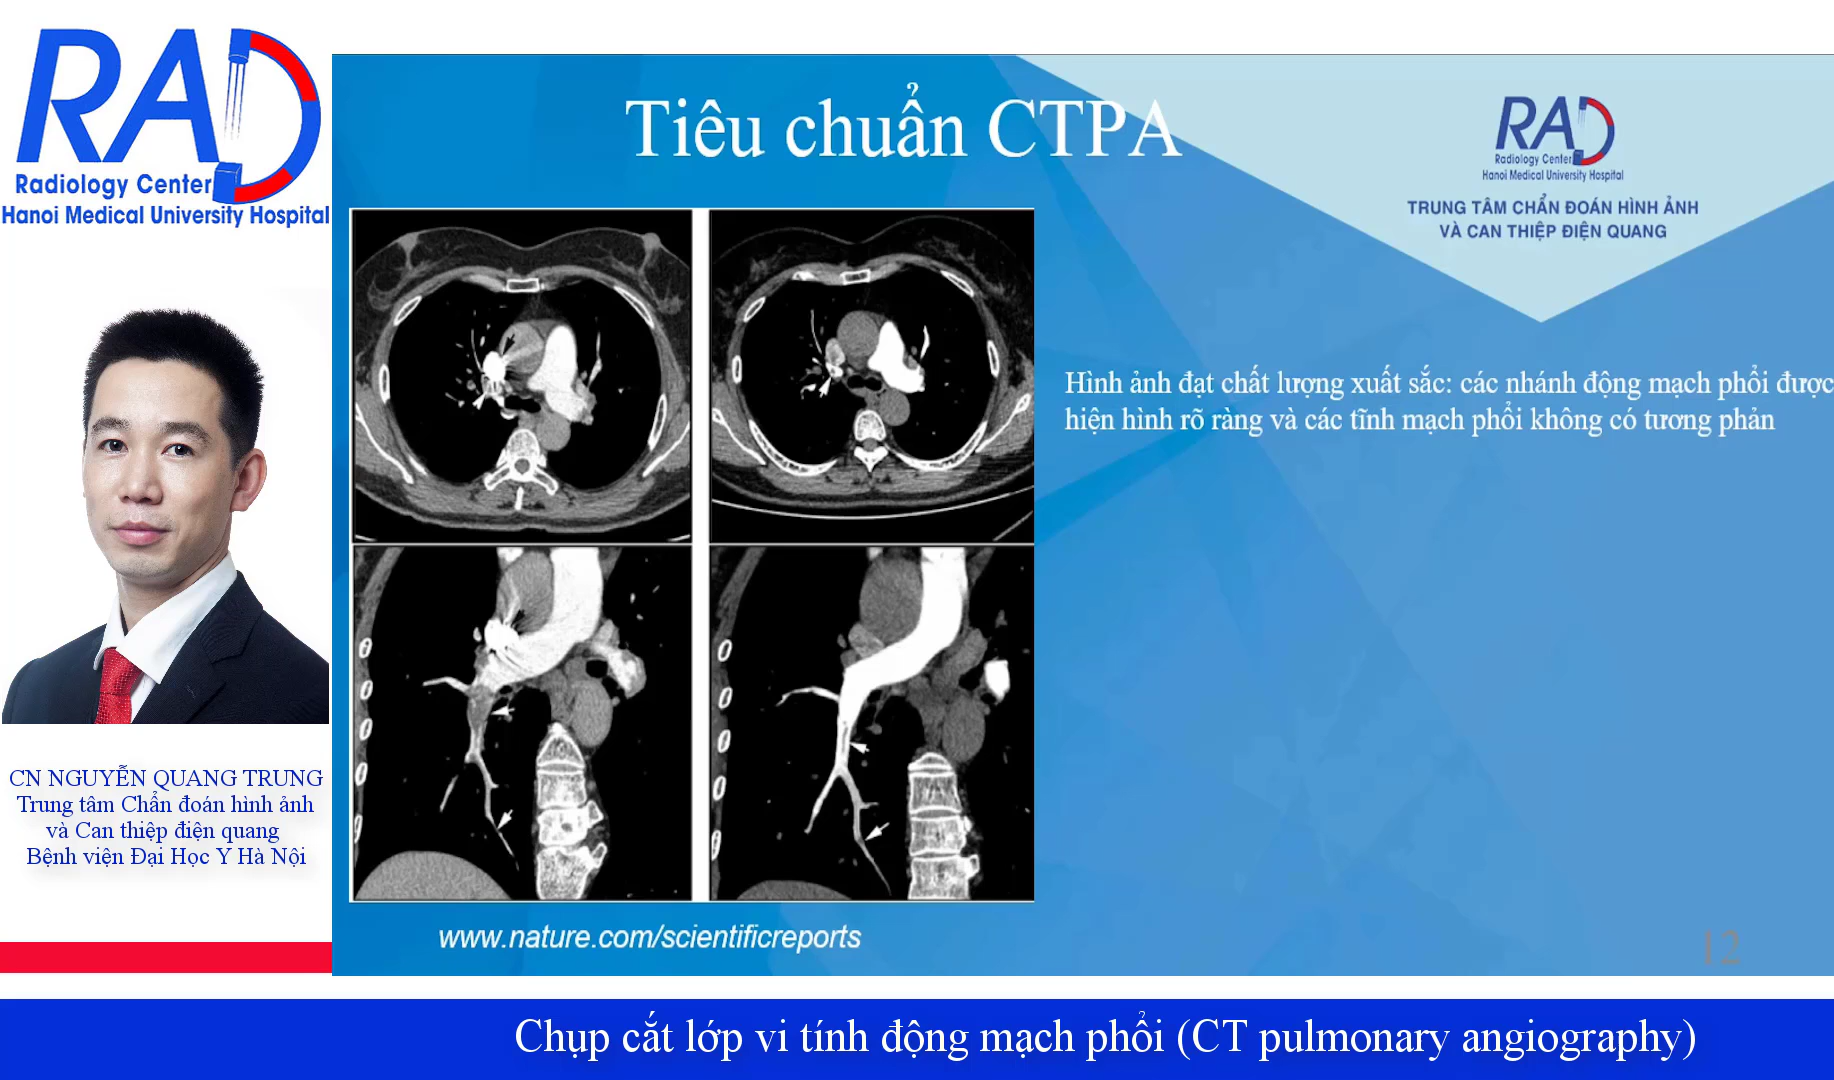 RAD
Radiology Center
Hanoi Medical University Hospital
CN NGUYỄN QUANG TRUNG
Trung tâm Chẩn đoán hình ảnh
và Can thiệp điện quang
Bệnh viện Đại Học Y Hà Nội
Tiêu chuẩn CTPA
RAD
Radiology Center
Hanoi Medical University Hospital
TRUNG TÂM CHẨN ĐOÁN HÌNH ẢNH
VÀ CAN THIỆP ĐIỆN QUANG
Hình ảnh đạt chất lượng xuất sắc: các nhánh động mạch phổi được
hiện hình rõ ràng và các tĩnh mạch phổi không có tương phản
www.nature.com/scientificreports
12
Chụp cắt lớp vi tính động mạch phổi (CT pulmonary angiography)